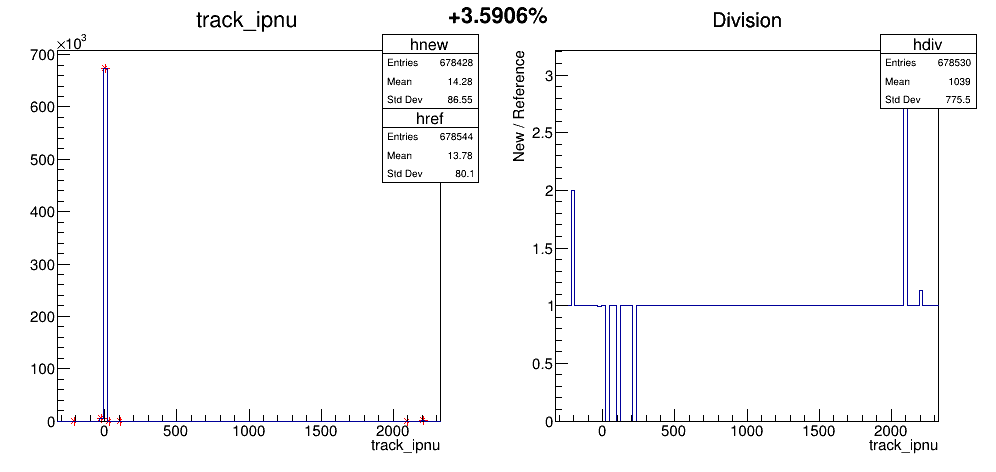 +3.5906%
track_ipnu
×10³
hnew
Entries 678428
Mean 14.28
Std Dev 86.55
href
Entries 678544
Mean 13.78
Std Dev 80.1
700
600
500
400
300
200
100
0
0 500 1000 1500 2000
track_ipnu
Division
New / Reference
hdiv
Entries 678530
Mean 1039
Std Dev 775.5
3
2.5
2
1.5
1
0.5
0
0 500 1000 1500 2000
track_ipnu